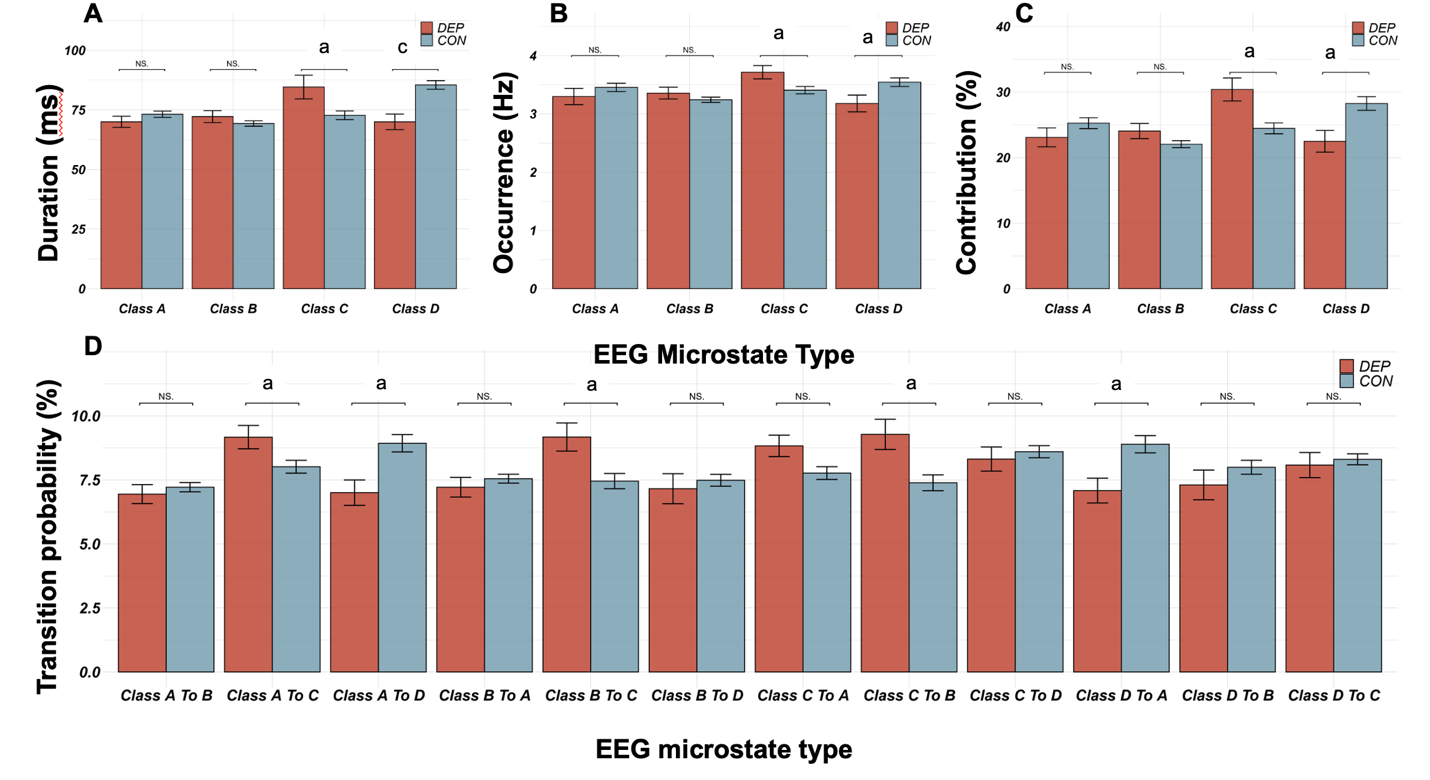 A
DEP
CON
100
75
50
25
0
Duration (ms)
NS.
NS.
a
c
Class A
Class B
Class C
Class D
B
DEP
CON
4
3
2
1
0
Occurrence (Hz)
NS.
NS.
a
a
Class A
Class B
Class C
Class D
C
DEP
CON
40
30
20
10
0
Contribution (%)
NS.
NS.
a
a
Class A
Class B
Class C
Class D
EEG Microstate Type
D
DEP
CON
10.0
7.5
5.0
2.5
0.0
Transition probability (%)
NS.
a
a
NS.
a
NS.
NS.
a
NS.
a
NS.
NS.
Class A To B
Class A To C
Class A To D
Class B To A
Class B To C
Class B To D
Class C To A
Class C To B
Class C To D
Class D To A
Class D To B
Class D To C
EEG microstate type